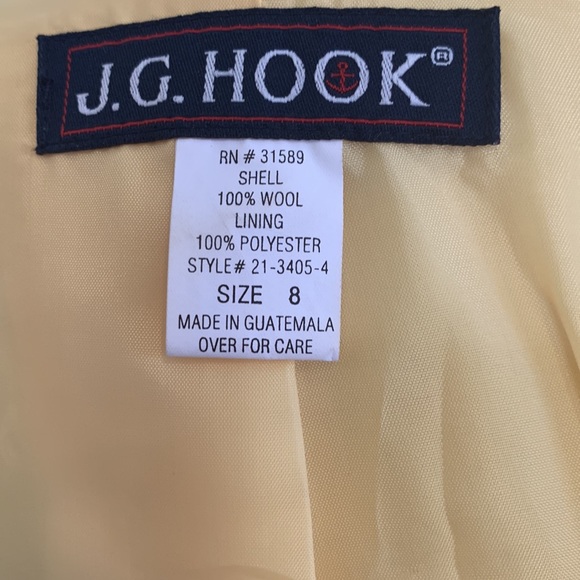 J.G. HOOK®
RN # 31589
SHELL
100% WOOL
LINING
100% POLYESTER
STYLE# 21-3405-4
SIZE 8
MADE IN GUATEMALA
OVER FOR CARE